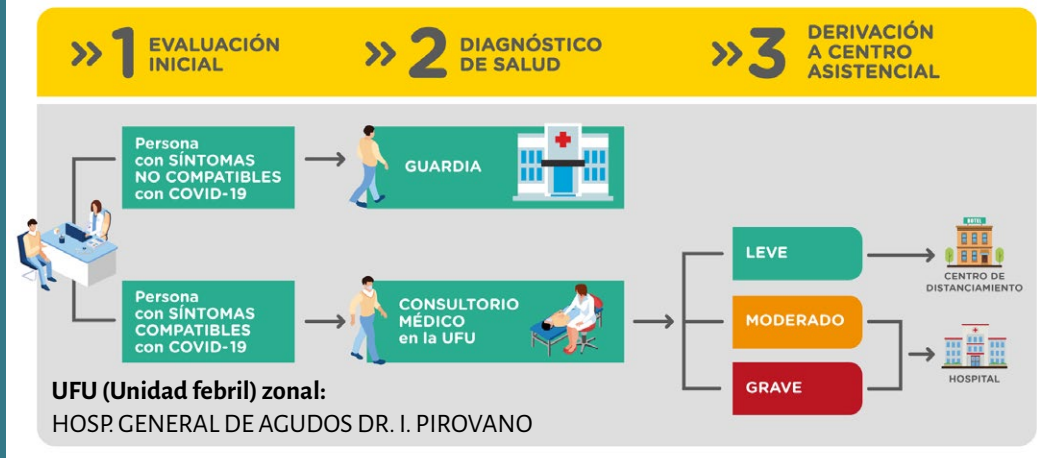 >> 1 EVALUACIÓN
INICIAL
>> 2 DIAGNÓSTICO
DE SALUD
>> 3 DERIVACIÓN
A CENTRO
ASISTENCIAL
Persona
con SÍNTOMAS
NO COMPATIBLES
con COVID-19
GUARDIA
Persona
con SÍNTOMAS
COMPATIBLES
con COVID-19
CONSULTORIO
MÉDICO
en la UFU
LEVE
MODERADO
GRAVE
HOTEL
CENTRO DE
DISTANCIAMIENTO
HOSPITAL
UFU (Unidad febril) zonal:
HOSP. GENERAL DE AGUDOS DR. I. PIROVANO